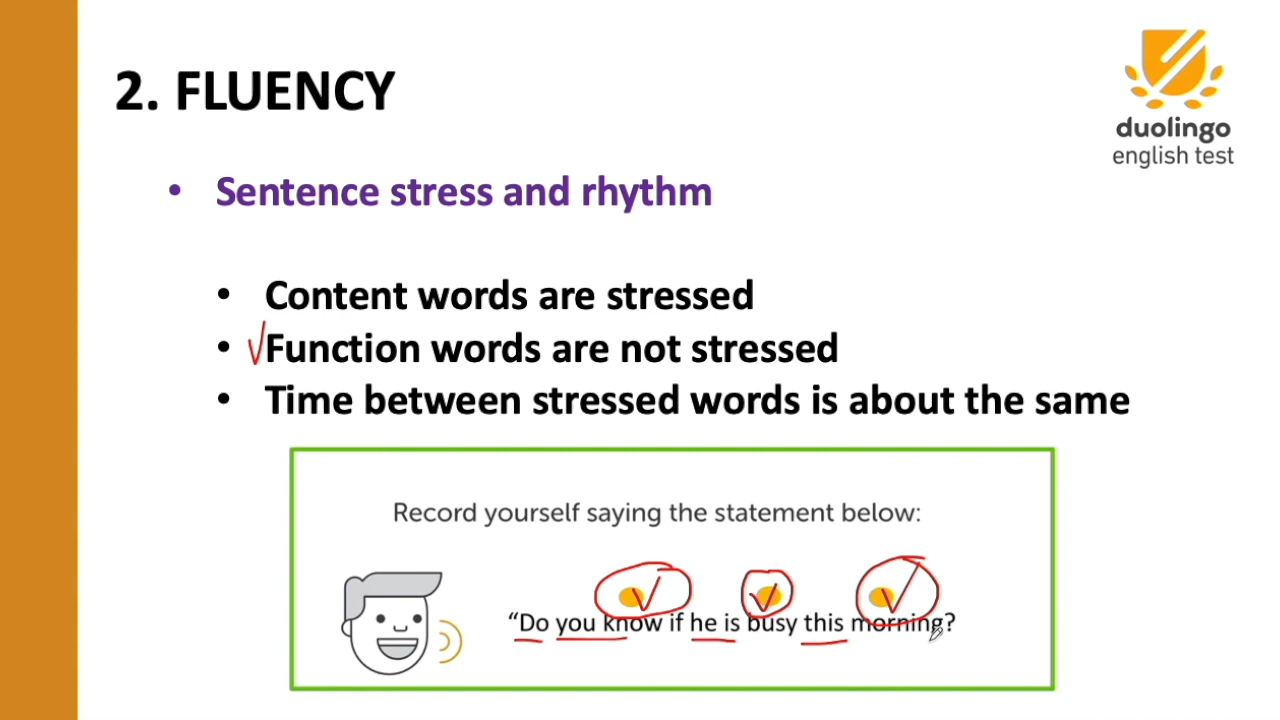 2. FLUENCY
duolingo
english test
• Sentence stress and rhythm
• Content words are stressed
• Function words are not stressed
• Time between stressed words is about the same
Record yourself saying the statement below:
“Do you know if he is busy this morning?